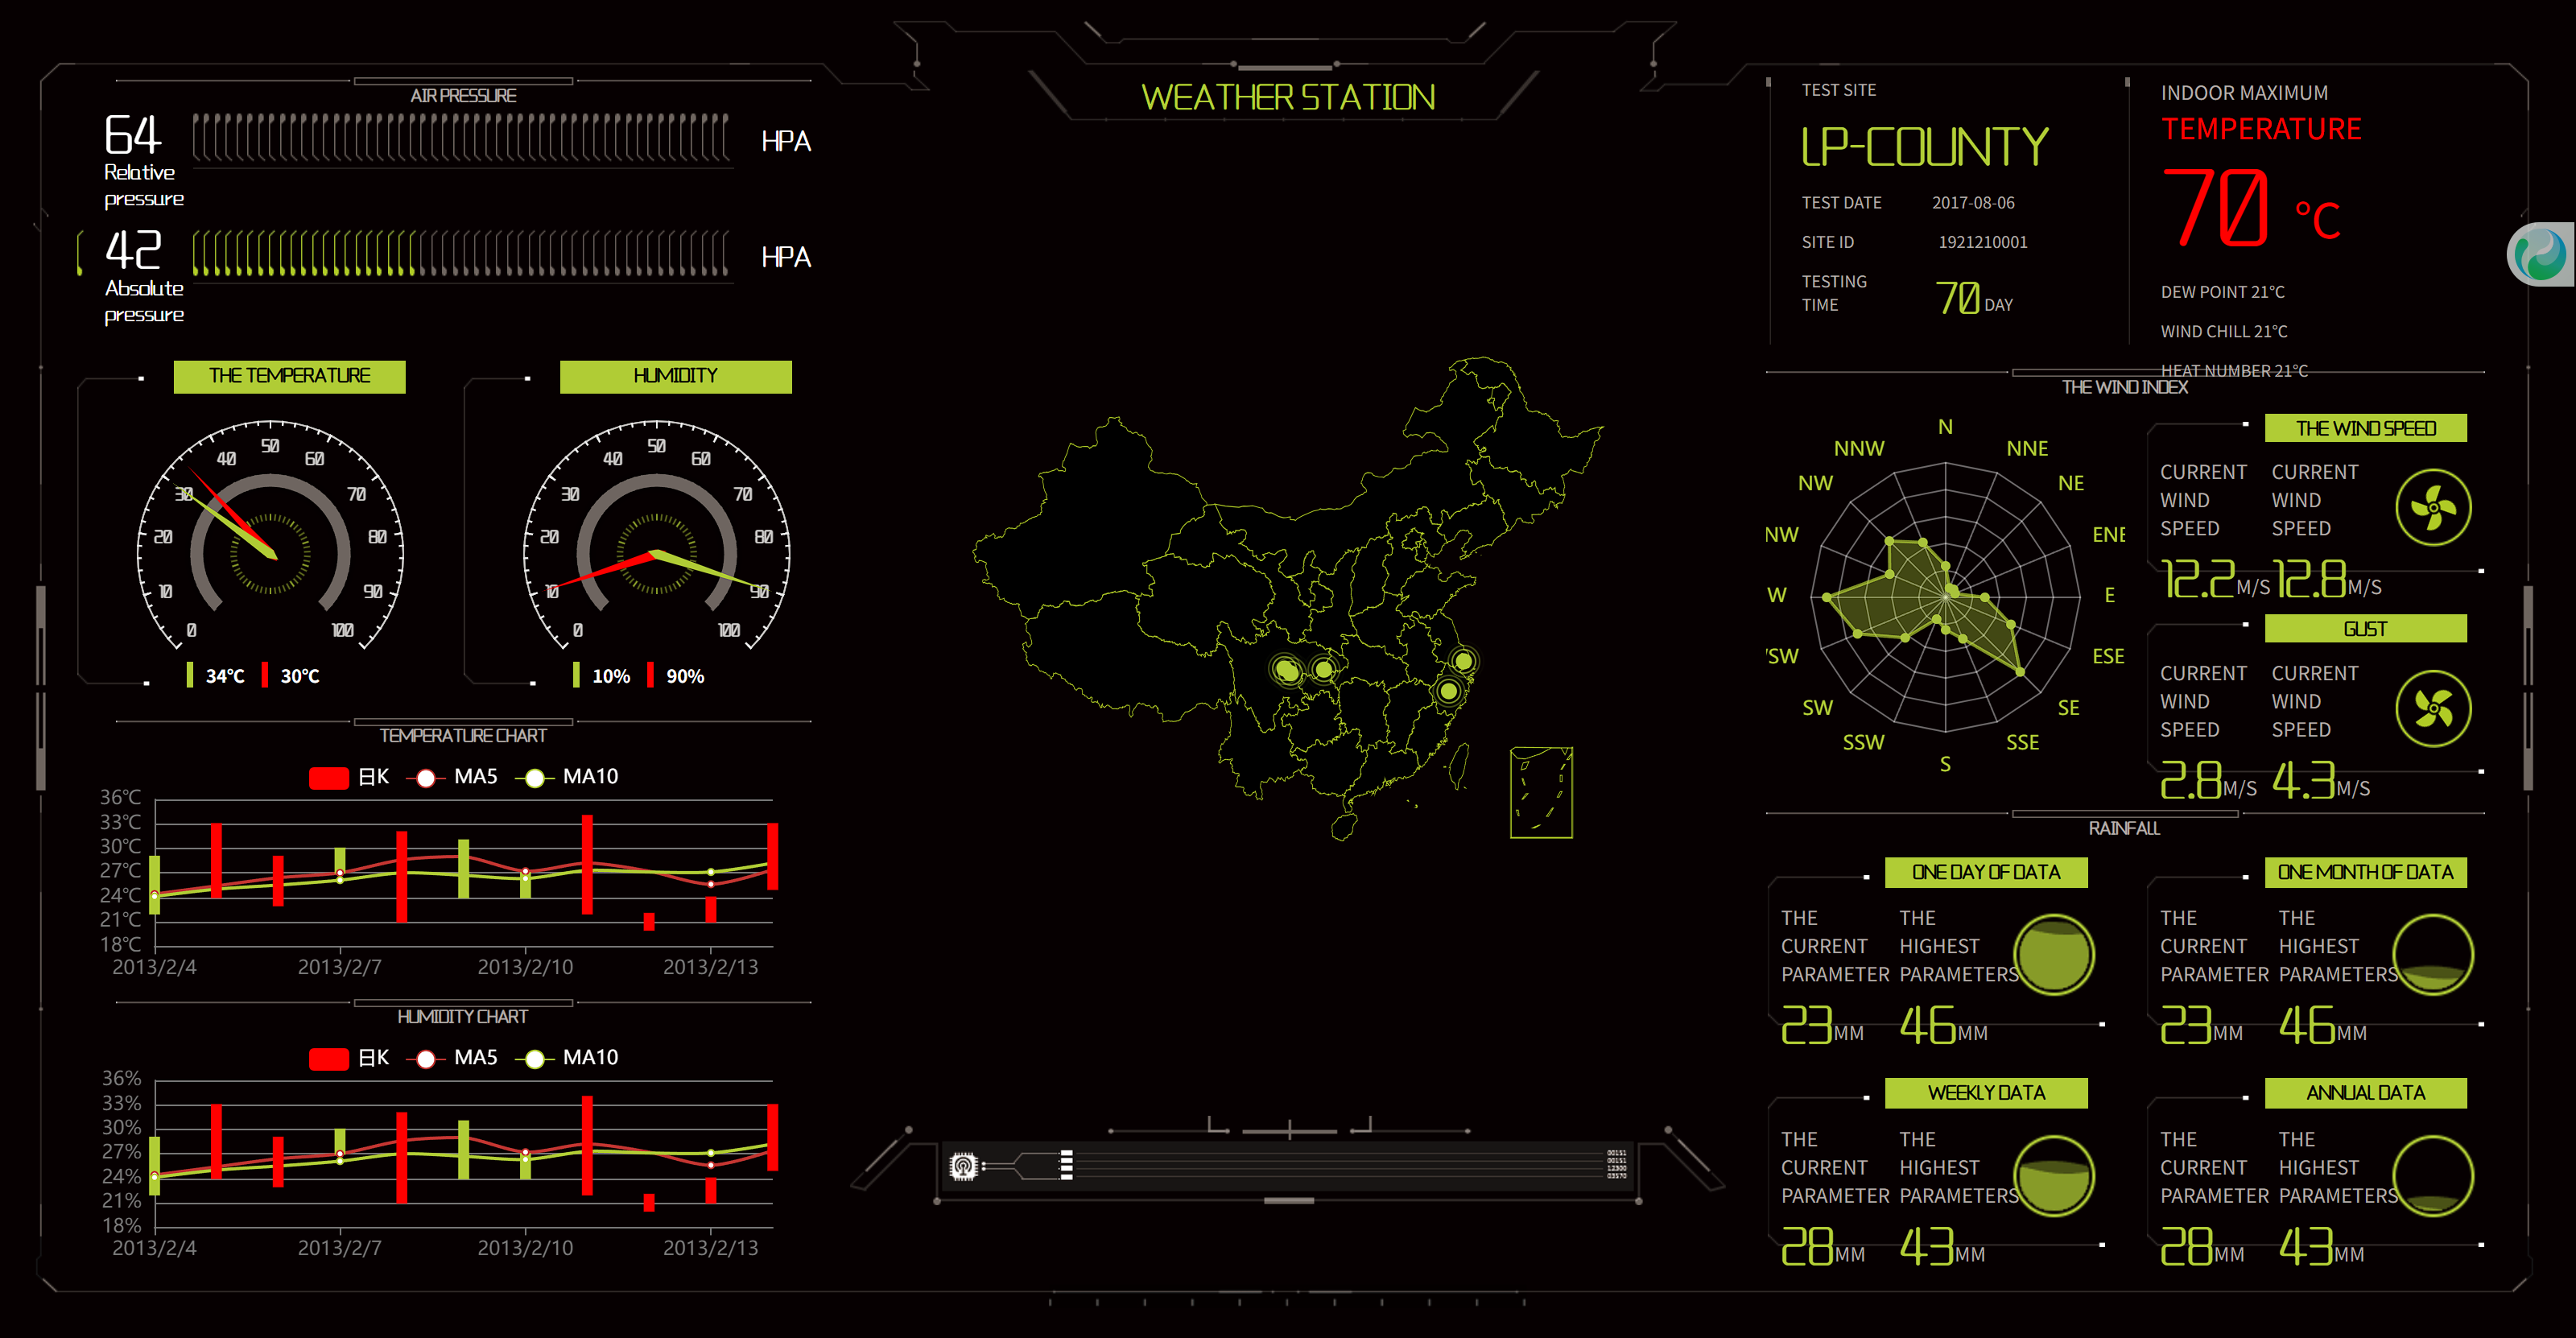 WEATHER STATION
AIR PRESSURE
64
Relative
pressure
HPA
42
Absolute
pressure
HPA
THE TEMPERATURE
0
10
20
30
40
50
60
70
80
90
100
34°C
30°C
HUMIDITY
0
10
20
30
40
50
60
70
80
90
100
10%
90%
TEMPERATURE CHART
日K
MA5
MA10
36°C
33°C
30°C
27°C
24°C
21°C
18°C
2013/2/4
2013/2/7
2013/2/10
2013/2/13
HUMIDITY CHART
日K
MA5
MA10
36%
33%
30%
27%
24%
21%
18%
2013/2/4
2013/2/7
2013/2/10
2013/2/13
00151
00151
12300
03570
TEST SITE
LP-COUNTY
TEST DATE 2017-08-06
SITE ID 1921210001
TESTING
TIME
70 DAY
INDOOR MAXIMUM
TEMPERATURE
70 °C
DEW POINT 21°C
WIND CHILL 21°C
HEAT NUMBER 21°C
THE WIND INDEX
N
NNE
NE
ENE
E
ESE
SE
SSE
S
SSW
SW
SW
W
NW
NW
NNW
THE WIND SPEED
CURRENT
WIND
SPEED
12.2 M/S
CURRENT
WIND
SPEED
12.8 M/S
GUST
CURRENT
WIND
SPEED
2.8 M/S
CURRENT
WIND
SPEED
4.3 M/S
RAINFALL
ONE DAY OF DATA
THE
CURRENT
PARAMETER
23 MM
THE
HIGHEST
PARAMETERS
46 MM
ONE MONTH OF DATA
THE
CURRENT
PARAMETER
23 MM
THE
HIGHEST
PARAMETERS
46 MM
WEEKLY DATA
THE
CURRENT
PARAMETER
28 MM
THE
HIGHEST
PARAMETERS
43 MM
ANNUAL DATA
THE
CURRENT
PARAMETER
28 MM
THE
HIGHEST
PARAMETERS
43 MM